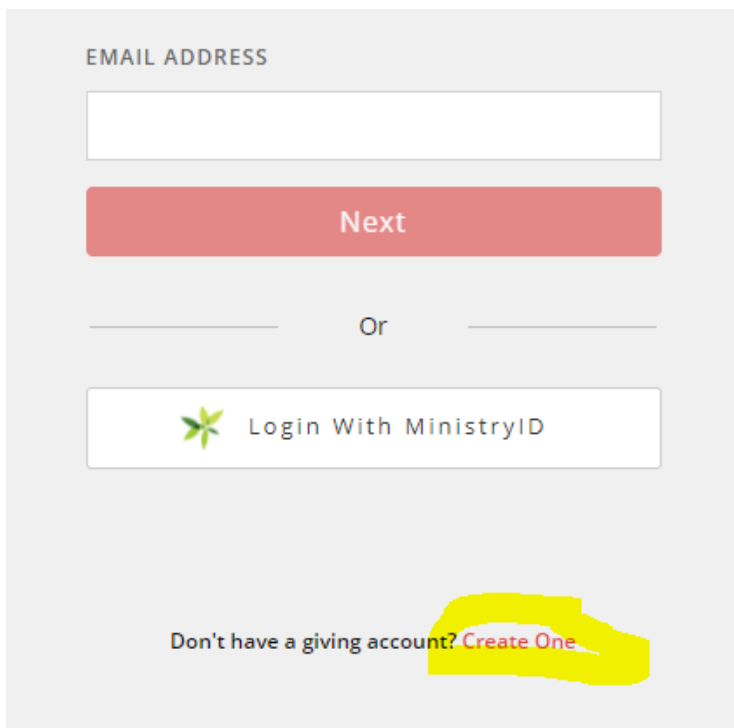 EMAIL ADDRESS
Next
Or
Login With MinistryID
Don't have a giving account? Create One